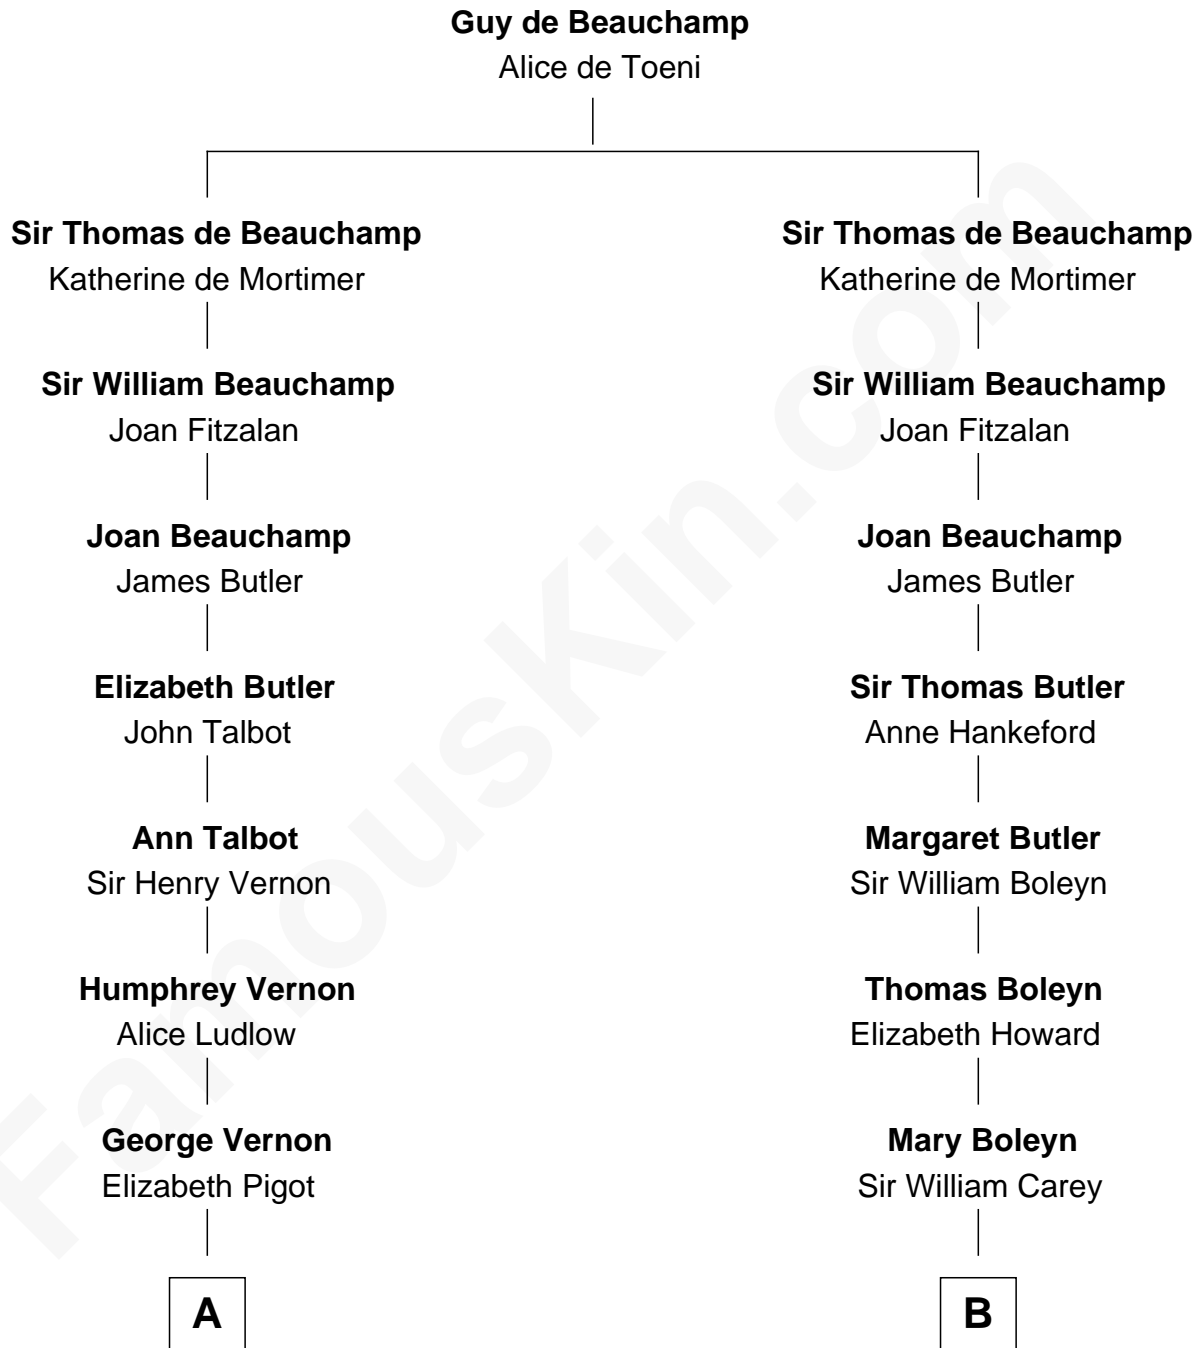 Guy de Beauchamp
Alice de Toeni
Sir Thomas de Beauchamp
Katherine de Mortimer
Sir William Beauchamp
Joan Fitzalan
Joan Beauchamp
James Butler
Elizabeth Butler
John Talbot
Ann Talbot
Sir Henry Vernon
Humphrey Vernon
Alice Ludlow
George Vernon
Elizabeth Pigot
A
Sir Thomas de Beauchamp
Katherine de Mortimer
Sir William Beauchamp
Joan Fitzalan
Joan Beauchamp
James Butler
Sir Thomas Butler
Anne Hankeford
Margaret Butler
Sir William Boleyn
Thomas Boleyn
Elizabeth Howard
Mary Boleyn
Sir William Carey
B
FamousKin.com